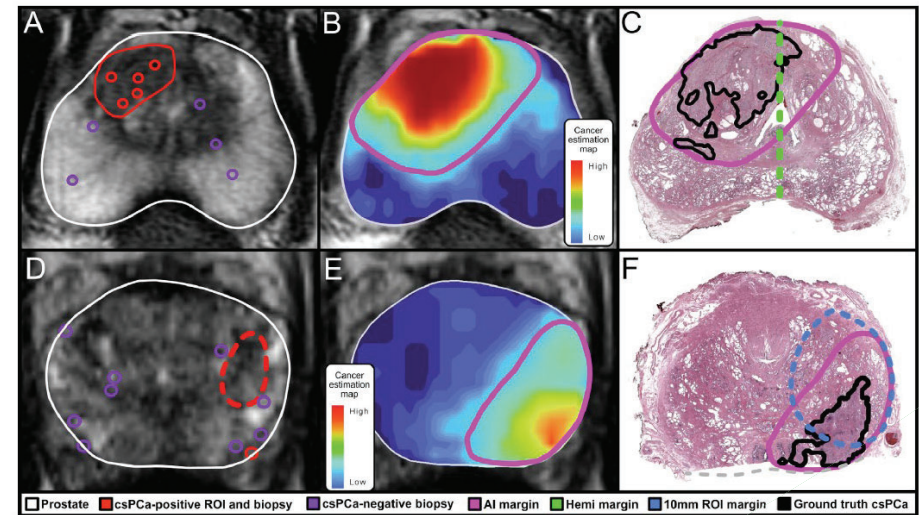 A
B
C
Cancer
estimation
map
High
Low
D
E
F
Cancer
estimation
map
High
Low
Prostate csPCa-positive ROI and biopsy csPCa-negative biopsy AI margin Hemi margin 10mm ROI margin Ground truth csPCa